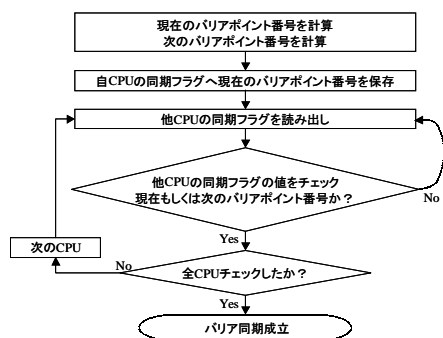 現在のバリアポイント番号を計算
次のバリアポイント番号を計算
自CPUの同期フラグへ現在のバリアポイント番号を保存
他CPUの同期フラグを読み出し
他CPUの同期フラグの値をチェック
現在もしくは次のバリアポイント番号か?
No
Yes
次のCPU
No
全CPUチェックしたか?
Yes
バリア同期成立